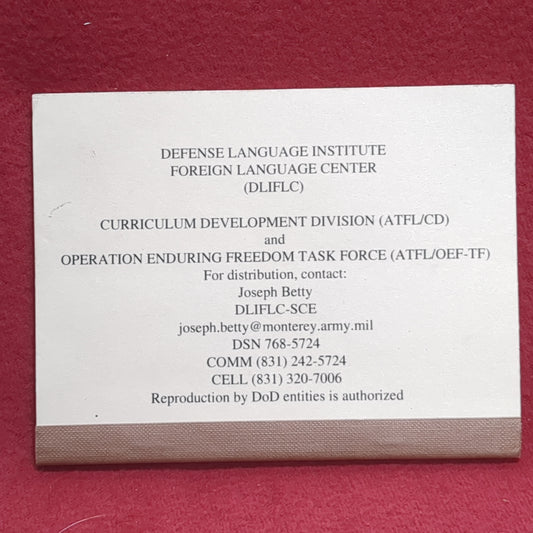 DEFENSE LANGUAGE INSTITUTE
FOREIGN LANGUAGE CENTER
(DLIFLC)
CURRICULUM DEVELOPMENT DIVISION (ATFL/CD)
and
OPERATION ENDURING FREEDOM TASK FORCE (ATFL/OEF-TF)
For distribution, contact:
Joseph Betty
DLIFLC-SCE
joseph.betty@monterey.army.mil
DSN 768-5724
COMM (831) 242-5724
CELL (831) 320-7006
Reproduction by DoD entities is authorized